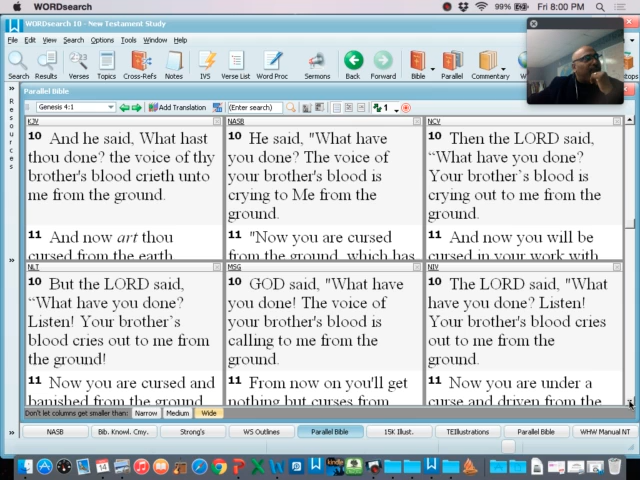 WORDsearch
99%
Fri 8:00 PM
WORDsearch 10 - New Testament Study
File Edit View Search Options Tools Window Help
Search Results Verses Topics Cross-Refs Notes IVS Verse List Word Proc Sermons Back Forward Bible Parallel Commentary
Parallel Bible
Resources
Genesis 4:1
Add Translation
(Enter search)
1
KJV
10 And he said, What hast
thou done? the voice of thy
brother's blood crieth unto
me from the ground.
11 And now art thou
cursed from the earth
NASB
10 He said, "What have
you done? The voice of
your brother's blood is
crying to Me from the
ground.
11 "Now you are cursed
from the ground, which has
NCV
10 Then the LORD said,
“What have you done?
Your brother’s blood is
crying out to me from the
ground.
11 And now you will be
cursed in your work with
NLT
10 But the LORD said,
“What have you done?
Listen! Your brother’s
blood cries out to me from
the ground!
11 Now you are cursed and
banished from the ground
MSG
10 GOD said, "What have
you done! The voice of
your brother's blood is
calling to me from the
ground.
11 From now on you'll get
nothing but curses from
NIV
10 The LORD said, "What
have you done? Listen!
Your brother's blood cries
out to me from the
ground.
11 Now you are under a
curse and driven from the
Don't let columns get smaller than: Narrow Medium Wide
NASB Bib. Knowl. Cmy. Strong's WS Outlines Parallel Bible 15K Illust. TEIllustrations Parallel Bible WHW Manual NT